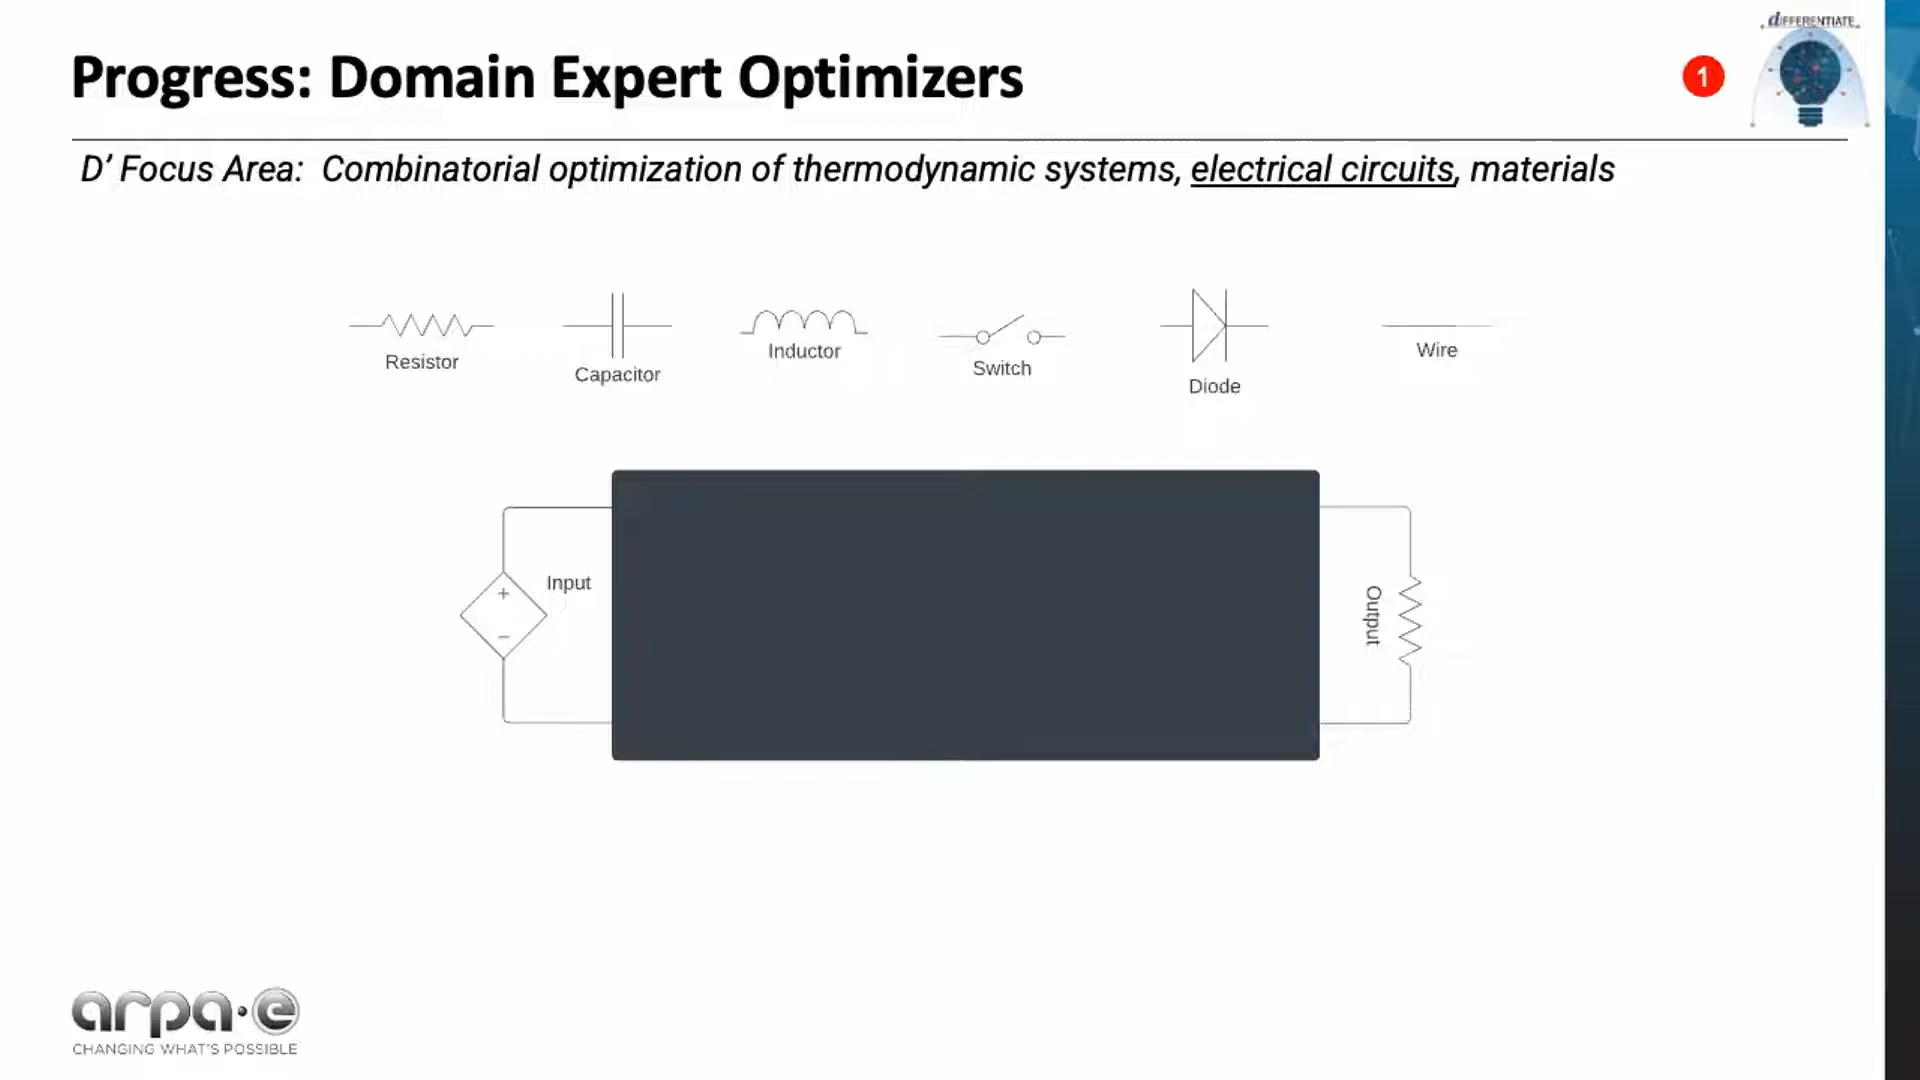 dIFFERENTIATE
Progress: Domain Expert Optimizers
1
D’ Focus Area: Combinatorial optimization of thermodynamic systems, electrical circuits, materials
Resistor
Capacitor
Inductor
Switch
Diode
Wire
Input
+
−
Output
arpa·e
CHANGING WHAT'S POSSIBLE